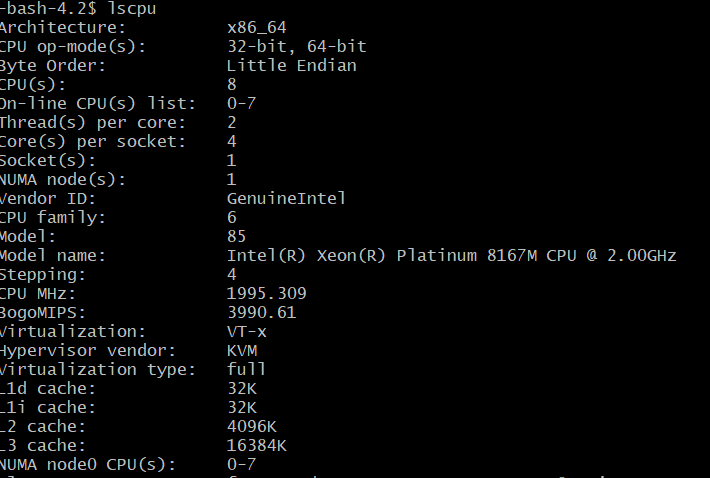 -bash-4.2$ lscpu
Architecture: x86_64
CPU op-mode(s): 32-bit, 64-bit
Byte Order: Little Endian
CPU(s): 8
On-line CPU(s) list: 0-7
Thread(s) per core: 2
Core(s) per socket: 4
Socket(s): 1
NUMA node(s): 1
Vendor ID: GenuineIntel
CPU family: 6
Model: 85
Model name: Intel(R) Xeon(R) Platinum 8167M CPU @ 2.00GHz
Stepping: 4
CPU MHz: 1995.309
BogoMIPS: 3990.61
Virtualization: VT-x
Hypervisor vendor: KVM
Virtualization type: full
L1d cache: 32K
L1i cache: 32K
L2 cache: 4096K
L3 cache: 16384K
NUMA node0 CPU(s): 0-7